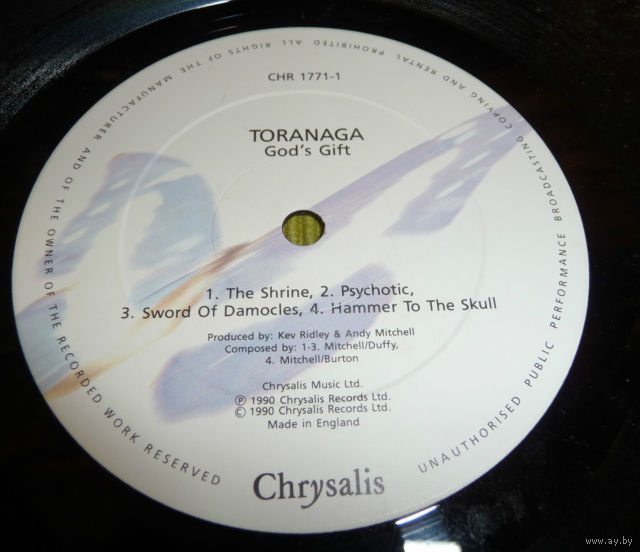 CHR 1771-1
TORANAGA
God's Gift
1. The Shrine, 2. Psychotic,
3. Sword Of Damocles, 4. Hammer To The Skull
Produced by: Kev Ridley & Andy Mitchell
Composed by: 1-3. Mitchell/Duffy,
4. Mitchell/Burton
Chrysalis Music Ltd.
Ⓟ 1990 Chrysalis Records Ltd.
© 1990 Chrysalis Records Ltd.
Made in England
Chrysalis
ALL RIGHTS OF THE MANUFACTURER AND OF THE OWNER OF THE RECORDED WORK RESERVED
UNAUTHORISED PUBLIC PERFORMANCE BROADCASTING COPYING AND RENTAL PROHIBITED
www.ay.by